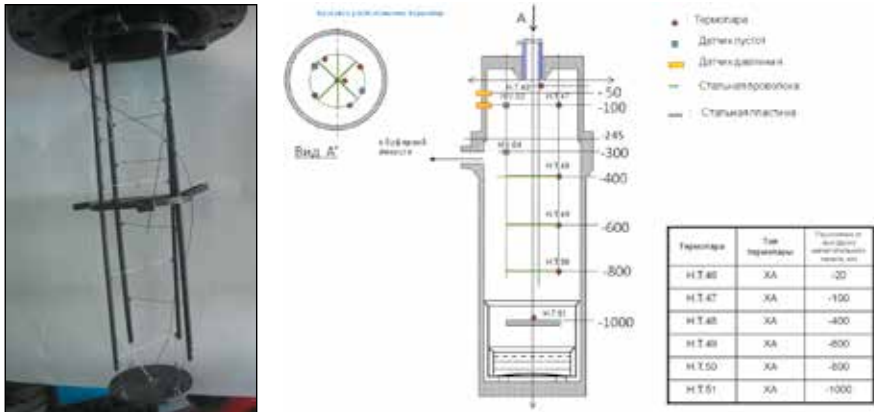 А
Термопара
Датчик пустот
Датчик давления
Стальная проволока
Стальная пластина
Вид "А"
Н.Т.46
Н.Т.47
-50
-100
-245
-300
в буферную
емкость
Н.Т.48
-400
Н.Т.49
-600
Н.Т.50
-800
Н.Т.51
-1000
А
Термопара
Тип
термопары
Н.Т.46 ХА -20
Н.Т.47 ХА -100
Н.Т.48 ХА -400
Н.Т.49 ХА -600
Н.Т.50 ХА -800
Н.Т.51 ХА -1000